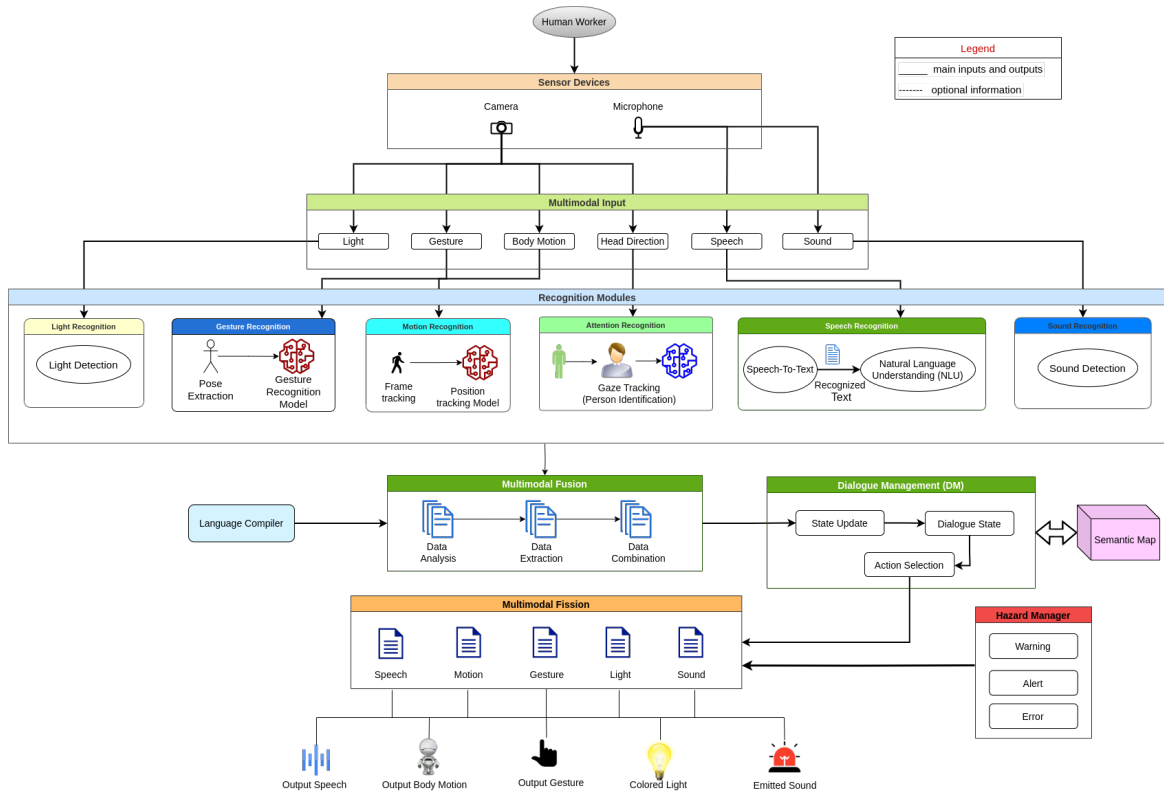 Human Worker
Legend
_____ main inputs and outputs
------- optional information
Sensor Devices
Camera
Microphone
Multimodal Input
Light
Gesture
Body Motion
Head Direction
Speech
Sound
Recognition Modules
Light Recognition
Gesture Recognition
Motion Recognition
Attention Recognition
Speech Recognition
Sound Recognition
Light Detection
Pose
Extraction
Gesture
Recognition
Model
Frame
tracking
Position
tracking Model
Gaze Tracking
(Person Identification)
Speech-To-Text
Recognized
Text
Natural Language
Understanding (NLU)
Sound Detection
Multimodal Fusion
Dialogue Management (DM)
Language Compiler
Data
Analysis
Data
Extraction
Data
Combination
State Update
Dialogue State
Action Selection
Semantic Map
Multimodal Fission
Speech
Motion
Gesture
Light
Sound
Hazard Manager
Warning
Alert
Error
Output Speech
Output Body Motion
Output Gesture
Colored Light
Emitted Sound